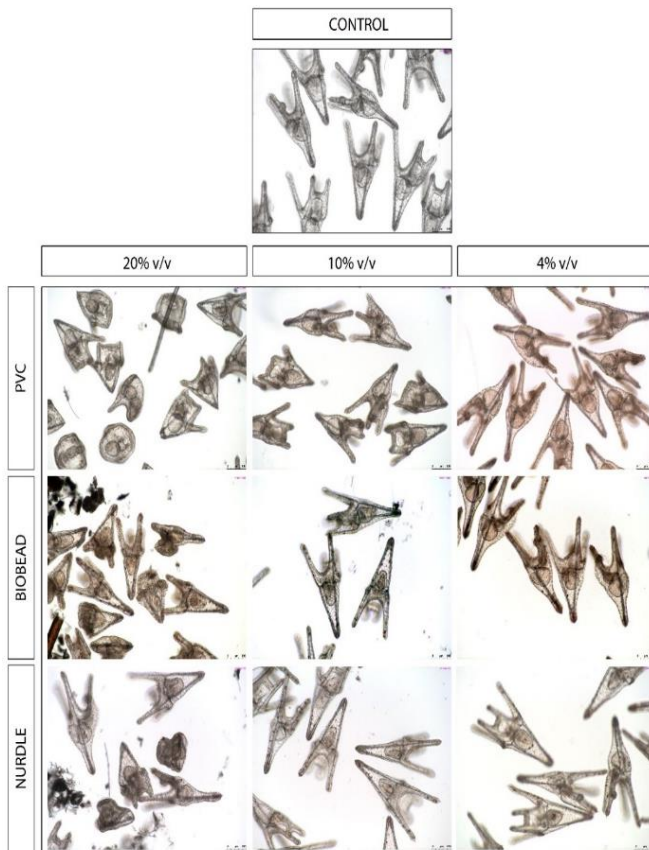 CONTROL
20% v/v
10% v/v
4% v/v
PVC
BIOBEAD
NURDLE